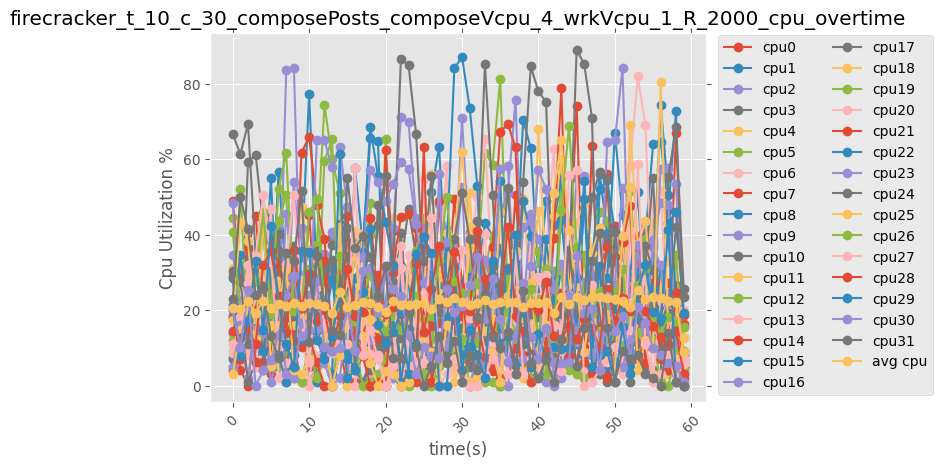 firecracker_t_10_c_30_composePosts_composeVcpu_4_wrkVcpu_1_R_2000_cpu_overtime
Cpu Utilization %
80
60
40
20
0
0
10
20
30
40
50
60
time(s)
cpu0
cpu1
cpu2
cpu3
cpu4
cpu5
cpu6
cpu7
cpu8
cpu9
cpu10
cpu11
cpu12
cpu13
cpu14
cpu15
cpu16
cpu17
cpu18
cpu19
cpu20
cpu21
cpu22
cpu23
cpu24
cpu25
cpu26
cpu27
cpu28
cpu29
cpu30
cpu31
avg cpu